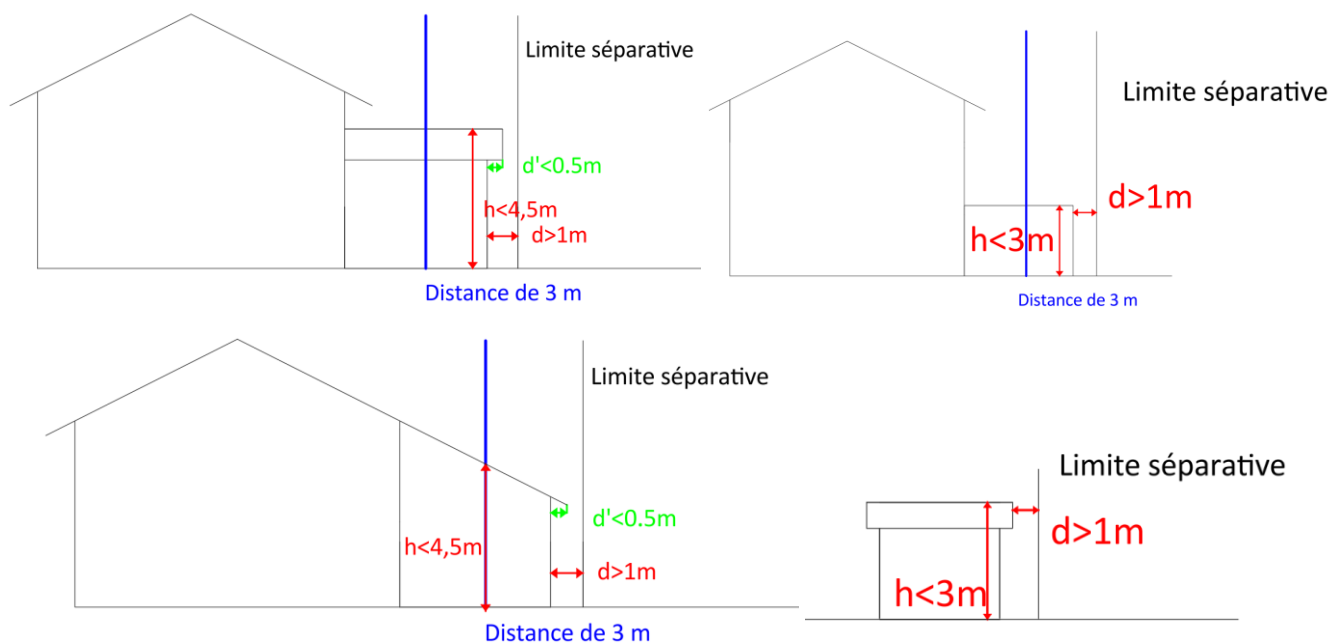 Limite séparative
d'<0.5m
h<4,5m
d>1m
Distance de 3 m
Limite séparative
d>1m
h<3m
Distance de 3 m
Limite séparative
d'<0.5m
h<4,5m
d>1m
Distance de 3 m
Limite séparative
d>1m
h<3m